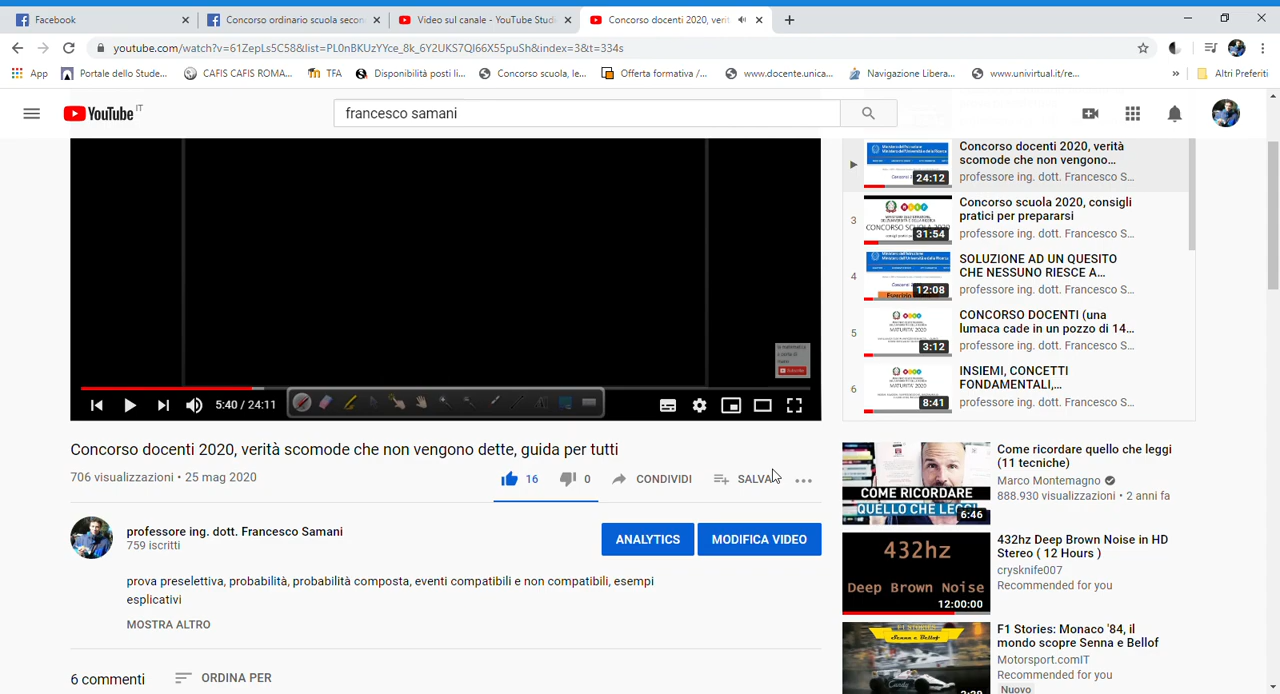 Facebook
Concorso ordinario scuola secon
Video sul canale - YouTube Studi
Concorso docenti 2020, verit
youtube.com/watch?v=61ZepLs5C58&list=PL0nBKUzYYce_8k_6Y2UKS7QI66X55puSh&index=3&t=334s
App
Portale dello Stude...
CAFIS CAFIS ROMA...
TFA
Disponibilità posti li...
Concorso scuola, le...
Offerta formativa /...
www.docente.unica...
Navigazione Libera...
www.univirtual.it/re...
»
Altri Preferiti
YouTube IT
francesco samani
5:40 / 24:11
Subscribe
Concorso docenti 2020, verità scomode che non vengono dette, guida per tutti
706 visualizzazioni • 25 mag 2020
16
0
CONDIVIDI
SALVA
professore ing. dott. Francesco Samani
759 iscritti
ANALYTICS
MODIFICA VIDEO
prova preselettiva, probabilità, probabilità composta, eventi compatibili e non compatibili, esempi
esplicativi
MOSTRA ALTRO
6 commenti
ORDINA PER
24:12
Concorso docenti 2020, verità
scomode che non vengono...
professore ing. dott. Francesco S...
3
CONCORSO SCUOLA 2020
31:54
Concorso scuola 2020, consigli
pratici per prepararsi
professore ing. dott. Francesco S...
4
12:08
SOLUZIONE AD UN QUESITO
CHE NESSUNO RIESCE A...
professore ing. dott. Francesco S...
5
3:12
CONCORSO DOCENTI (una
lumaca cade in un pozzo di 14...
professore ing. dott. Francesco S...
6
8:41
INSIEMI, CONCETTI
FONDAMENTALI,...
professore ing. dott. Francesco S...
COME RICORDARE
QUELLO CHE LEGGI
6:46
Come ricordare quello che leggi
(11 tecniche)
Marco Montemagno
888.930 visualizzazioni • 2 anni fa
432hz
Deep Brown Noise
12:00:00
432hz Deep Brown Noise in HD
Stereo ( 12 Hours )
crysknife007
Recommended for you
F1 STORIES:
Senna e Bellof
F1 Stories: Monaco '84, il
mondo scopre Senna e Bellof
Motorsport.comIT
Recommended for you
Nuovo